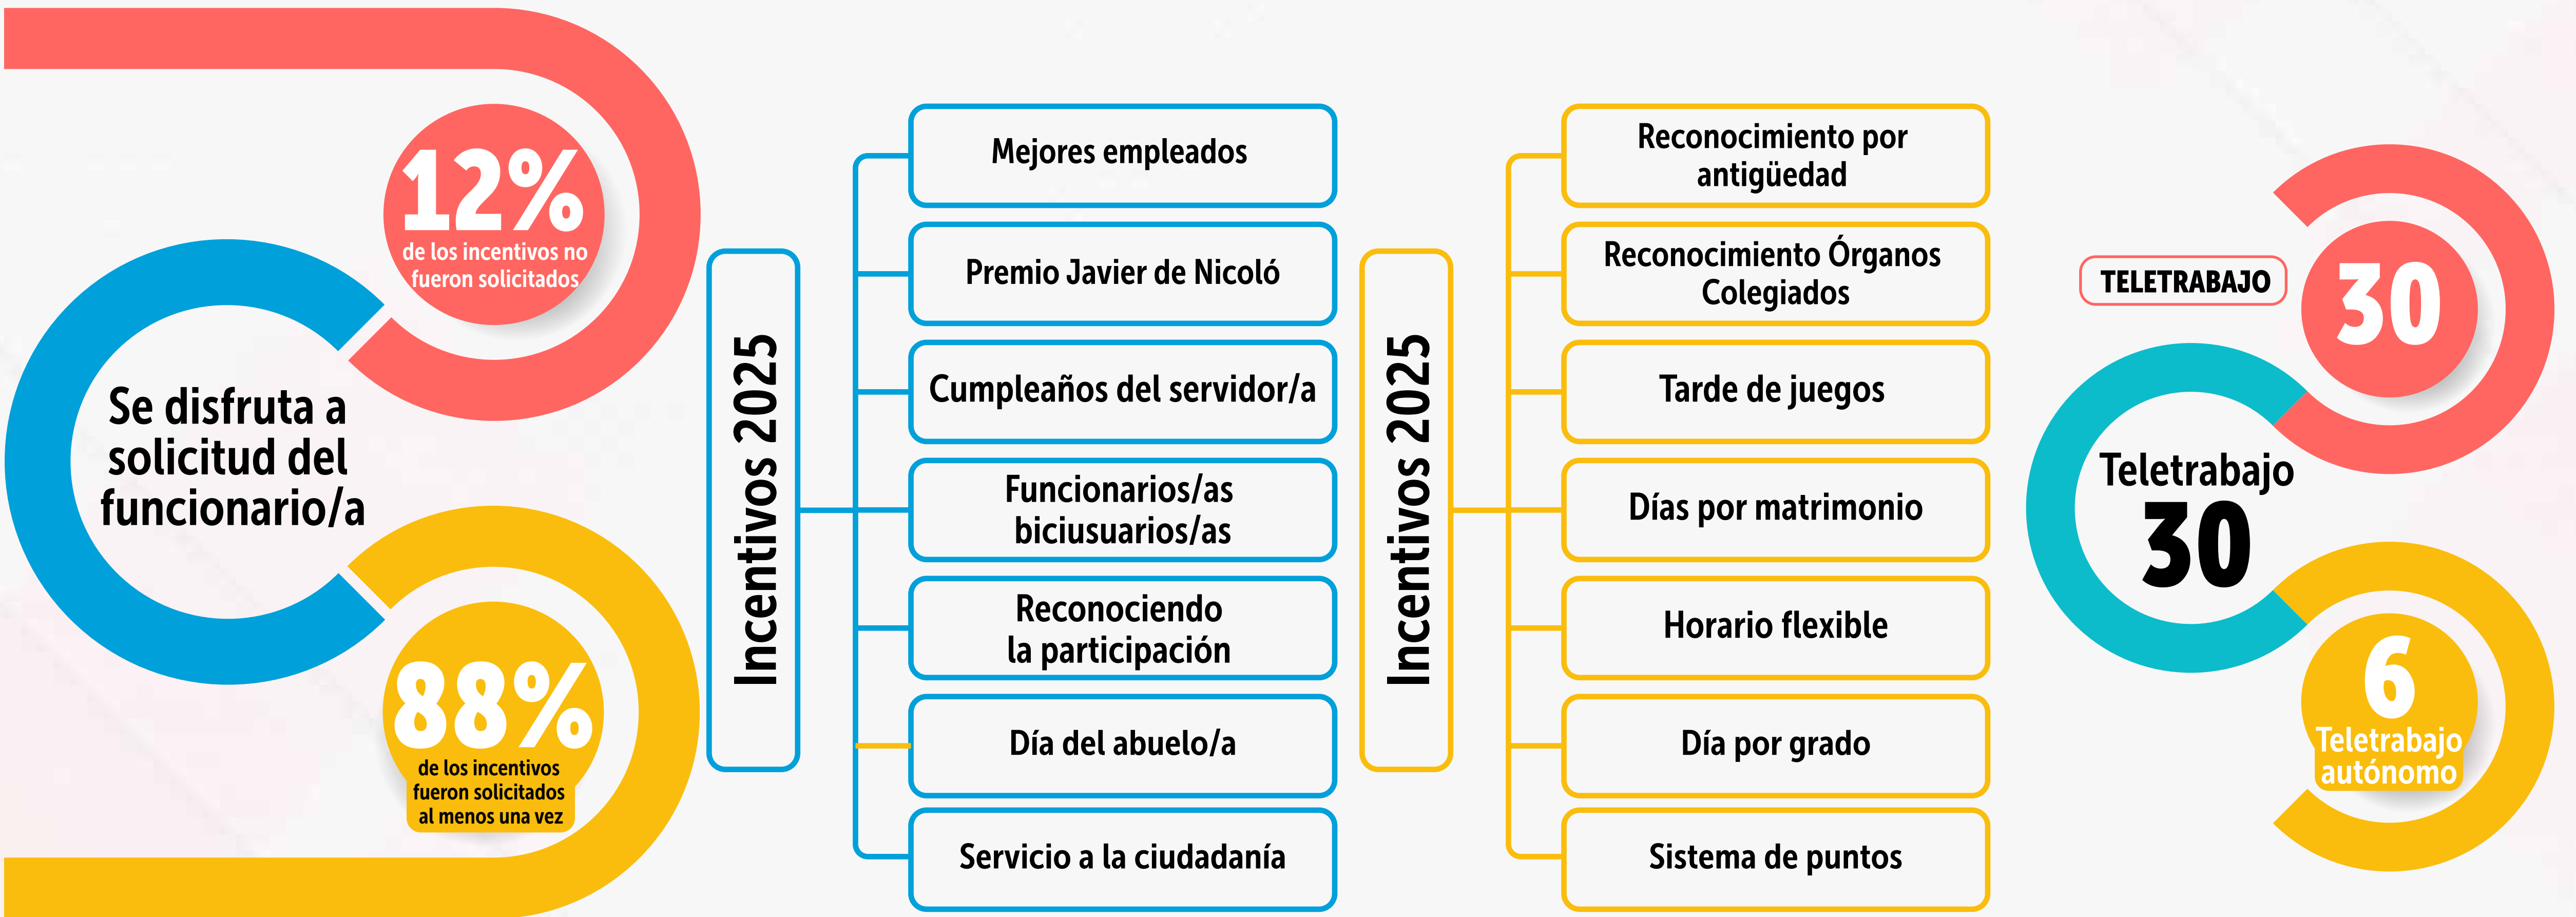 12%
de los incentivos no
fueron solicitados
Se disfruta a
solicitud del
funcionario/a
88%
de los incentivos
fueron solicitados
al menos una vez
Incentivos 2025
Mejores empleados
Premio Javier de Nicoló
Cumpleaños del servidor/a
Funcionarios/as
biciusuarios/as
Reconociendo
la participación
Día del abuelo/a
Servicio a la ciudadanía
Incentivos 2025
Reconocimiento por
antigüedad
Reconocimiento Órganos
Colegiados
Tarde de juegos
Días por matrimonio
Horario flexible
Día por grado
Sistema de puntos
TELETRABAJO
30
Teletrabajo
30
6
Teletrabajo
autónomo